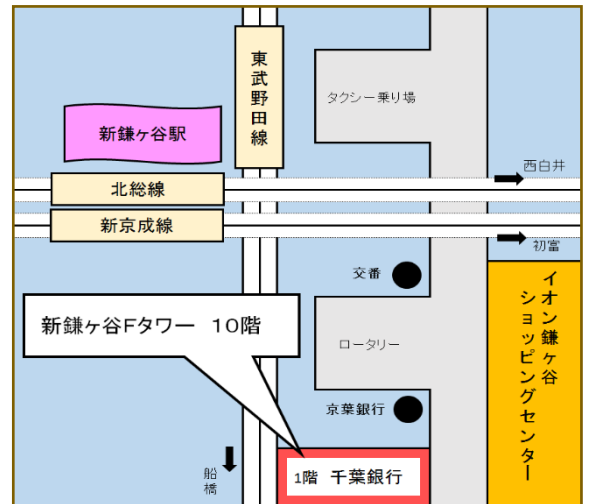 東武野田線
タクシー乗り場
新鎌ヶ谷駅
西白井
北総線
新京成線
初富
交番
イオン鎌ヶ谷
ショッピングセンター
新鎌ヶ谷Fタワー 10階
ロータリー
京葉銀行
船橋
1階 千葉銀行